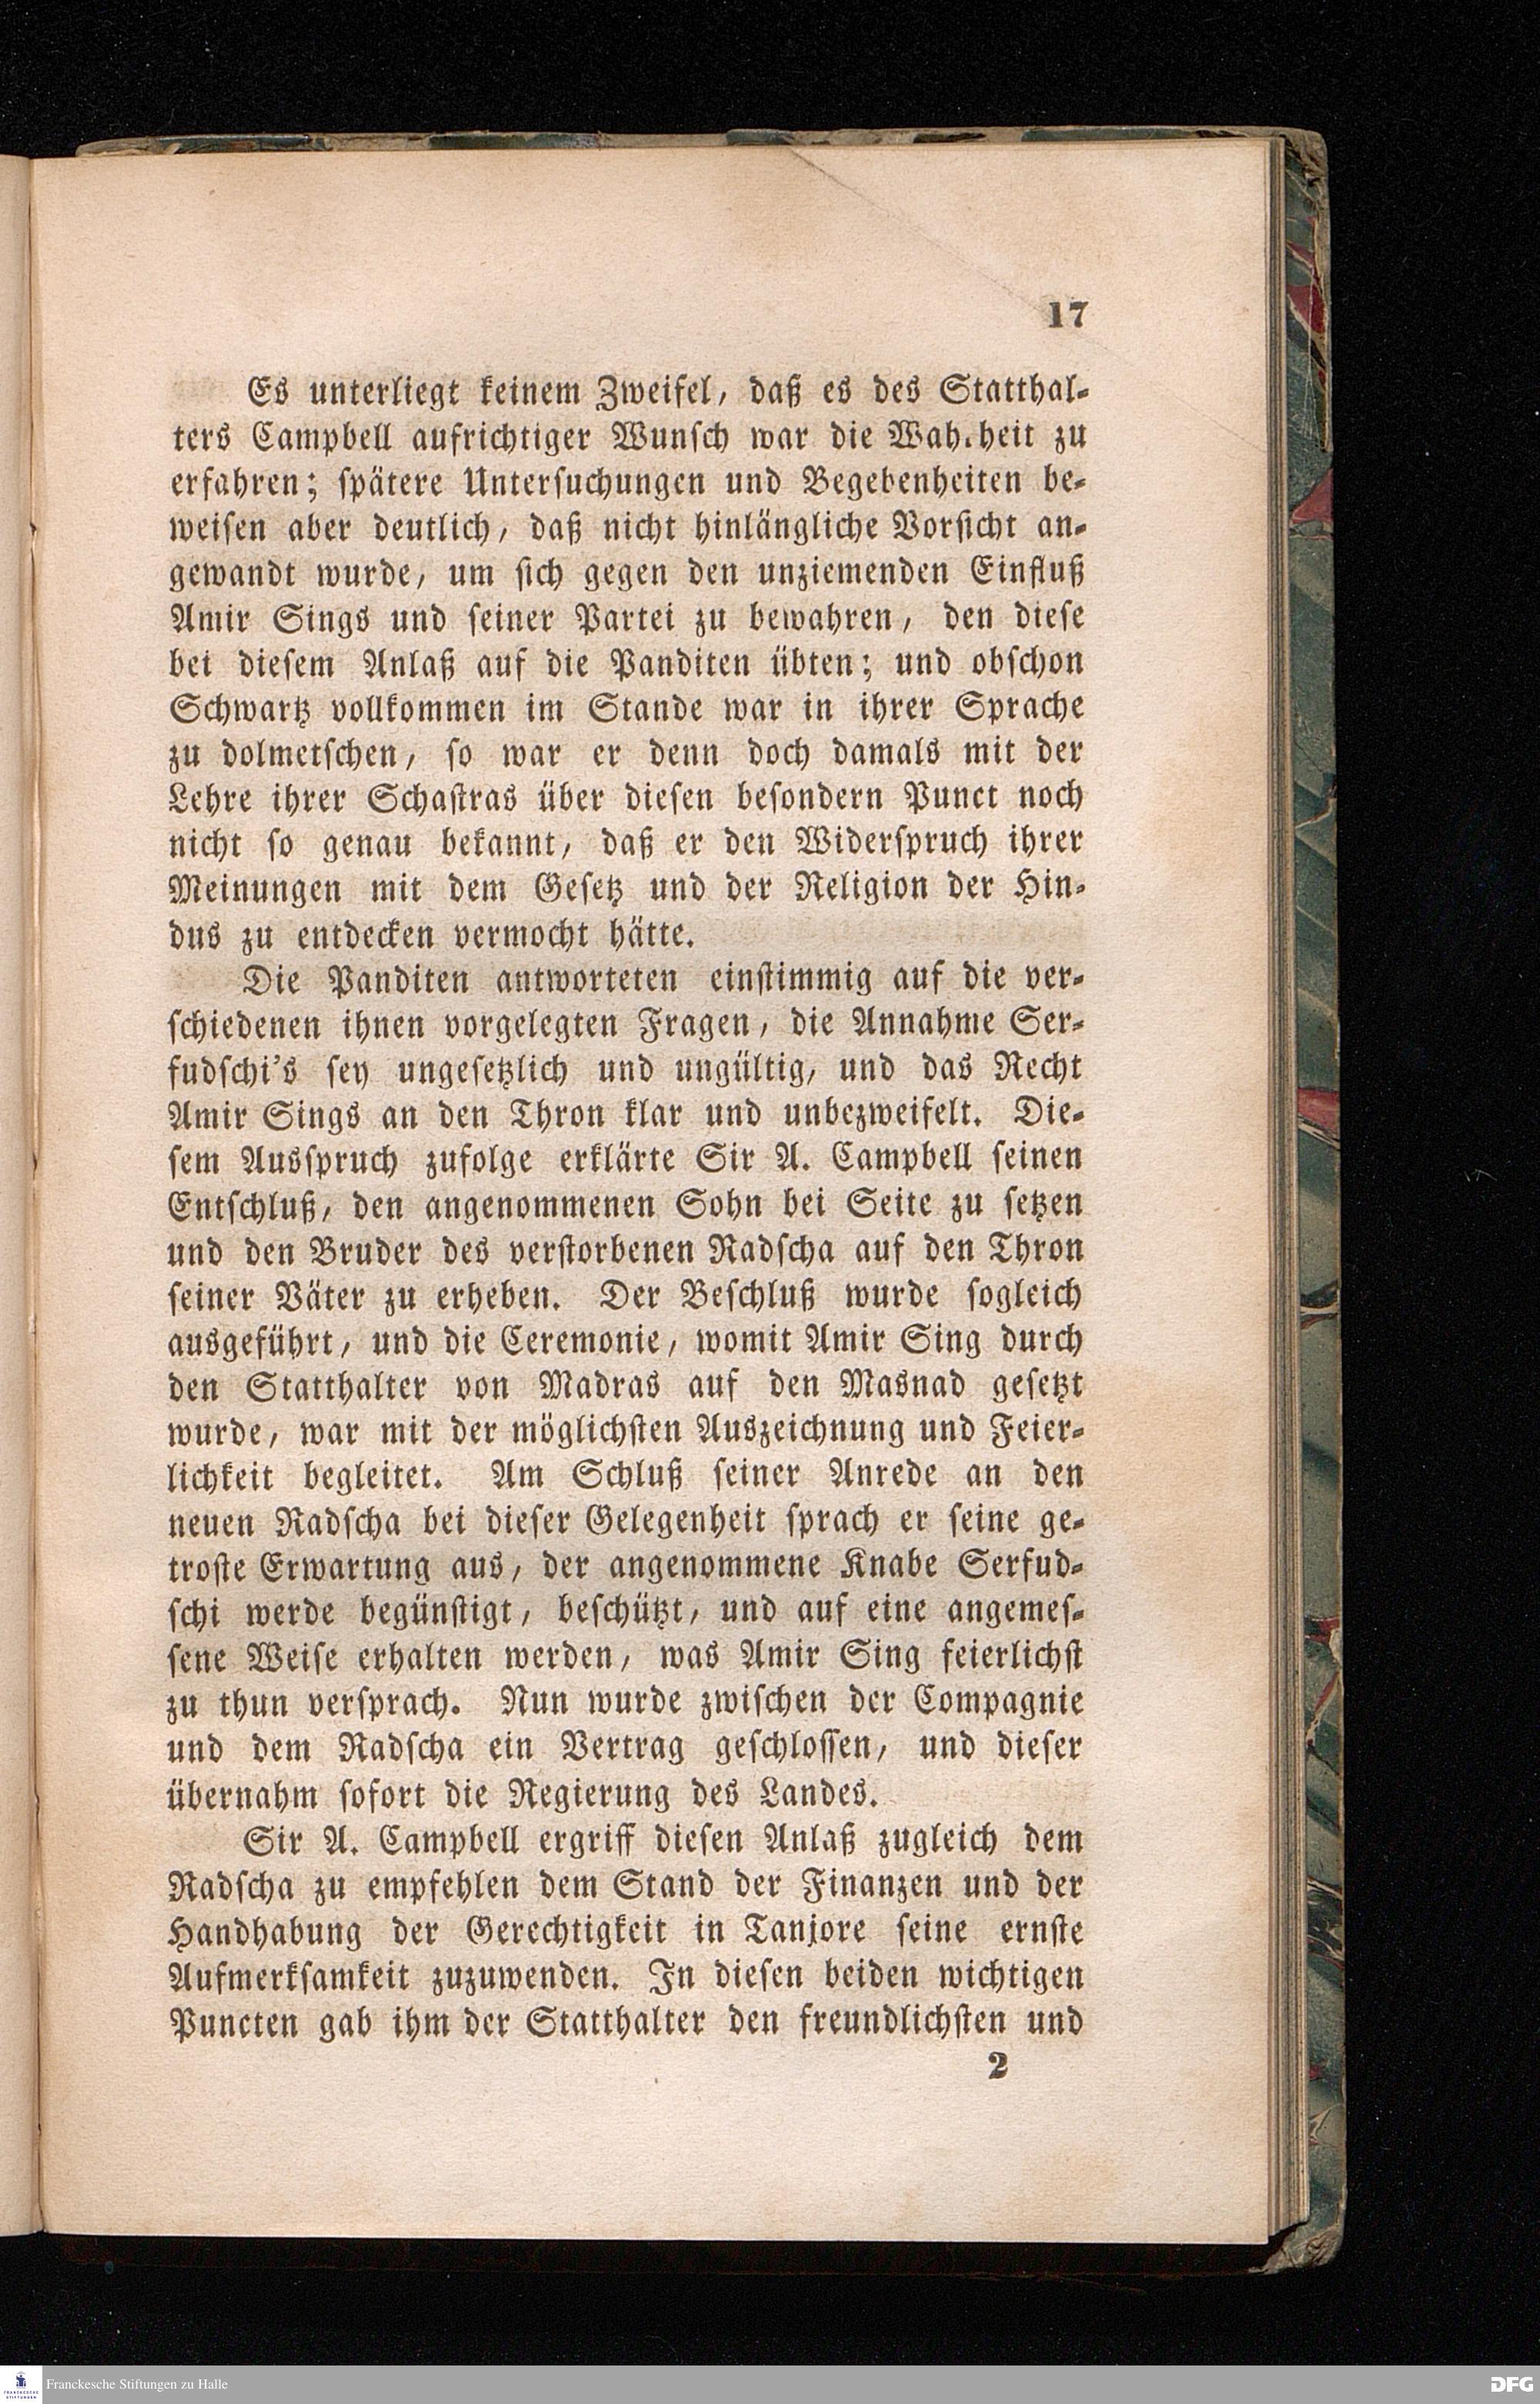 17
Es unterliegt keinem Zweifel, daß es des Statthal-
ters Campbell aufrichtiger Wunsch war die Wah.heit zu
erfahren; spätere Untersuchungen und Begebenheiten be-
weisen aber deutlich, daß nicht hinlängliche Vorsicht an-
gewandt wurde, um sich gegen den unziemenden Einfluß
Amir Sings und seiner Partei zu bewahren, den diese
bei diesem Anlaß auf die Panditen übten; und obschon
Schwartz vollkommen im Stande war in ihrer Sprache
zu dolmetschen, so war er denn doch damals mit der
Lehre ihrer Schastras über diesen besondern Punct noch
nicht so genau bekannt, daß er den Widerspruch ihrer
Meinungen mit dem Gesetz und der Religion der Hin-
dus zu entdecken vermocht hätte.
Die Panditen antworteten einstimmig auf die ver-
schiedenen ihnen vorgelegten Fragen, die Annahme Ser-
fudschi's sey ungesetzlich und ungültig, und das Recht
Amir Sings an den Thron klar und unbezweifelt. Die-
sem Ausspruch zufolge erklärte Sir A. Campbell seinen
Entschluß, den angenommenen Sohn bei Seite zu setzen
und den Bruder des verstorbenen Radscha auf den Thron
seiner Väter zu erheben. Der Beschluß wurde sogleich
ausgeführt, und die Ceremonie, womit Amir Sing durch
den Statthalter von Madras auf den Masnad gesetzt
wurde, war mit der möglichsten Auszeichnung und Feier-
lichkeit begleitet. Am Schluß seiner Anrede an den
neuen Radscha bei dieser Gelegenheit sprach er seine ge-
troste Erwartung aus, der angenommene Knabe Serfud-
schi werde begünstigt, beschützt, und auf eine angemes-
sene Weise erhalten werden, was Amir Sing feierlichst
zu thun versprach. Nun wurde zwischen der Compagnie
und dem Radscha ein Vertrag geschlossen, und dieser
übernahm sofort die Regierung des Landes.
Sir A. Campbell ergriff diesen Anlaß zugleich dem
Radscha zu empfehlen dem Stand der Finanzen und der
Handhabung der Gerechtigkeit in Tanjore seine ernste
Aufmerksamkeit zuzuwenden. In diesen beiden wichtigen
Puncten gab ihm der Statthalter den freundlichsten und
2
FRANCKESCHE
STIFTUNGEN
Franckesche Stiftungen zu Halle
DFG